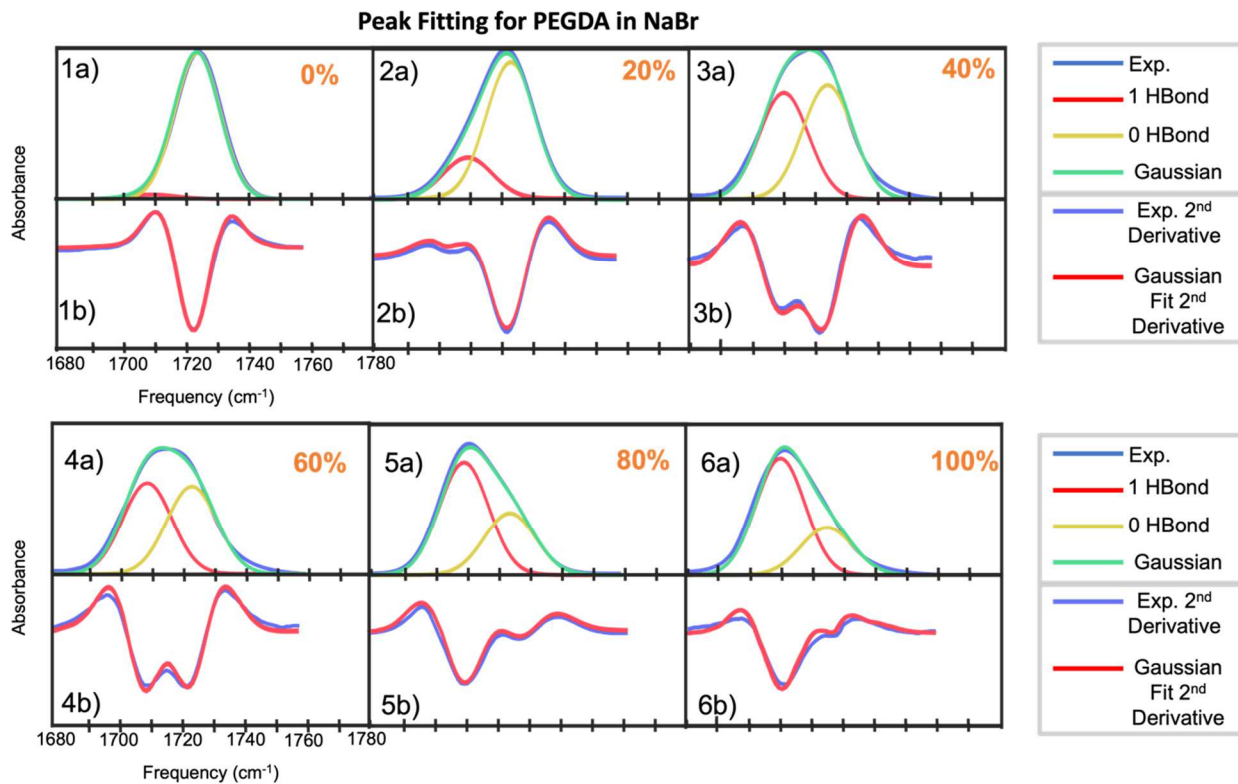 Peak Fitting for PEGDA in NaBr
1a)
0%
2a)
20%
3a)
40%
Absorbance
1b)
2b)
3b)
1680
1700
1720
1740
1760
1780
Frequency (cm-1)
Exp.
1 HBond
0 HBond
Gaussian
Exp. 2nd
Derivative
Gaussian
Fit 2nd
Derivative
4a)
60%
5a)
80%
6a)
100%
Absorbance
4b)
5b)
6b)
1680
1700
1720
1740
1760
1780
Frequency (cm-1)
Exp.
1 HBond
0 HBond
Gaussian
Exp. 2nd
Derivative
Gaussian
Fit 2nd
Derivative